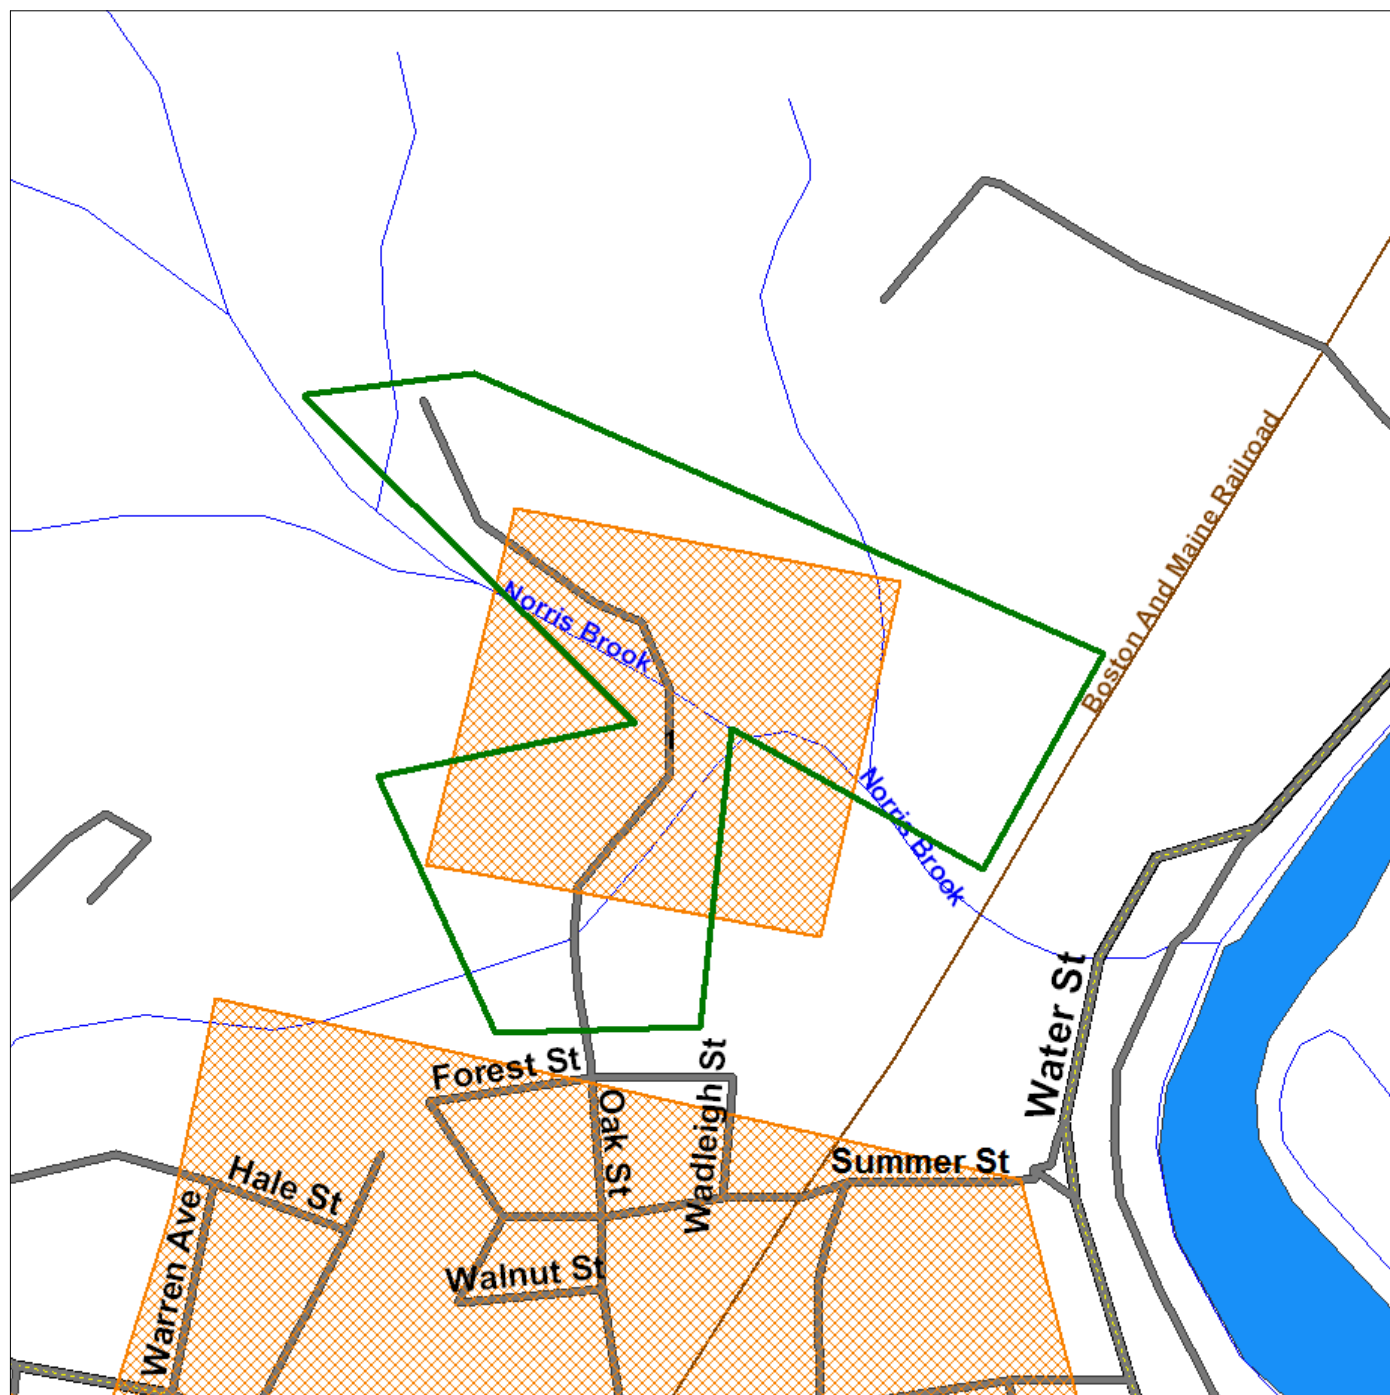 Boston And Maine Railroad
Norris Brook
1
Norris Brook
Water St
Forest St
Oak St
Wadleigh St
Summer St
Hale St
Warren Ave
Walnut St